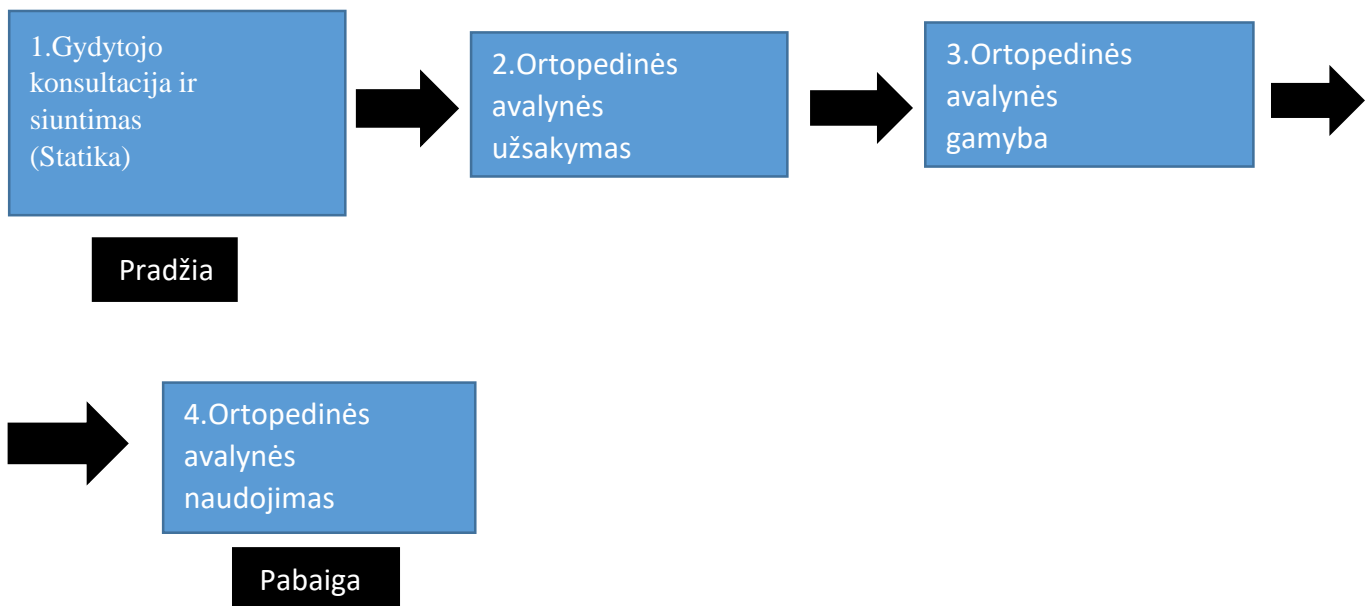 1.Gydytojo
konsultacija ir
siuntimas
(Statika)
2.Ortopedinės
avalynės
užsakymas
3.Ortopedinės
avalynės
gamyba
Pradžia
4.Ortopedinės
avalynės
naudojimas
Pabaiga